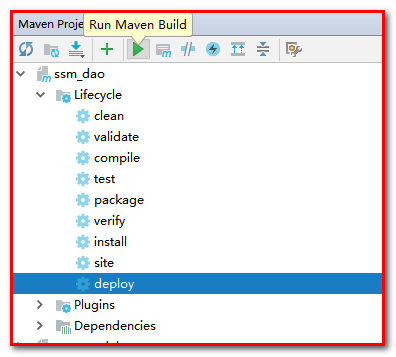 Maven Proje
Run Maven Build
ssm_dao
Lifecycle
clean
validate
compile
test
package
verify
install
site
deploy
Plugins
Dependencies